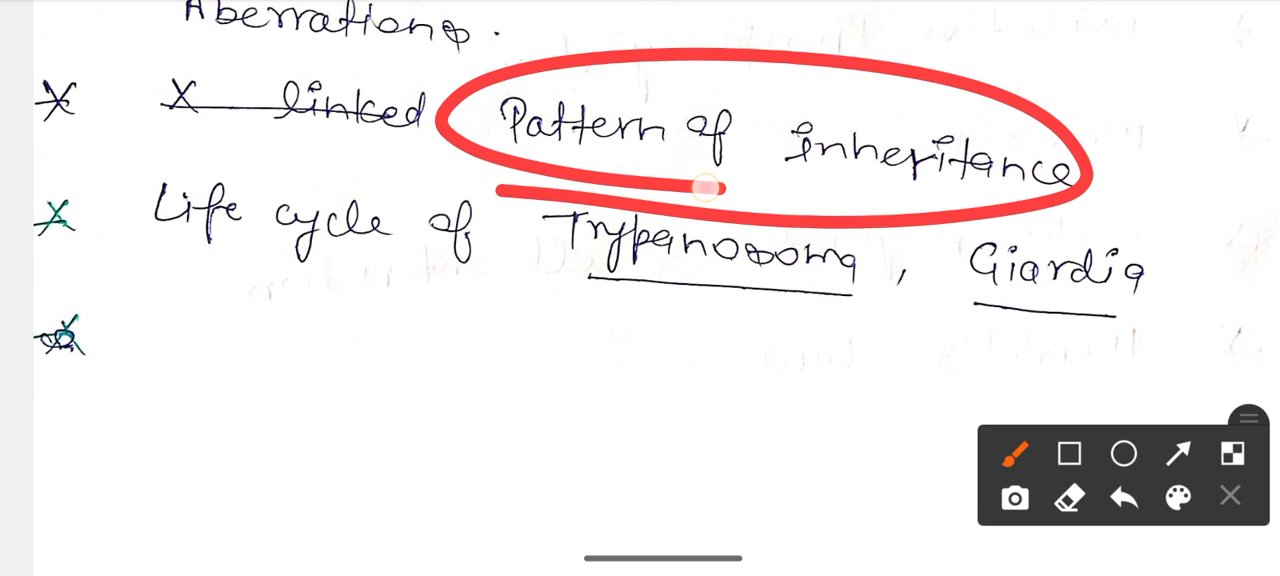 Aberrations.
X linked Pattern of inheritance
Life cycle of Trypanosoma, Giardia